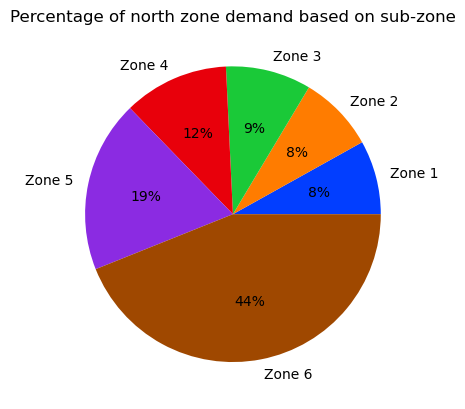 Percentage of north zone demand based on sub-zone
Zone 3
Zone 4
Zone 2
9%
12%
8%
Zone 1
Zone 5
8%
19%
44%
Zone 6